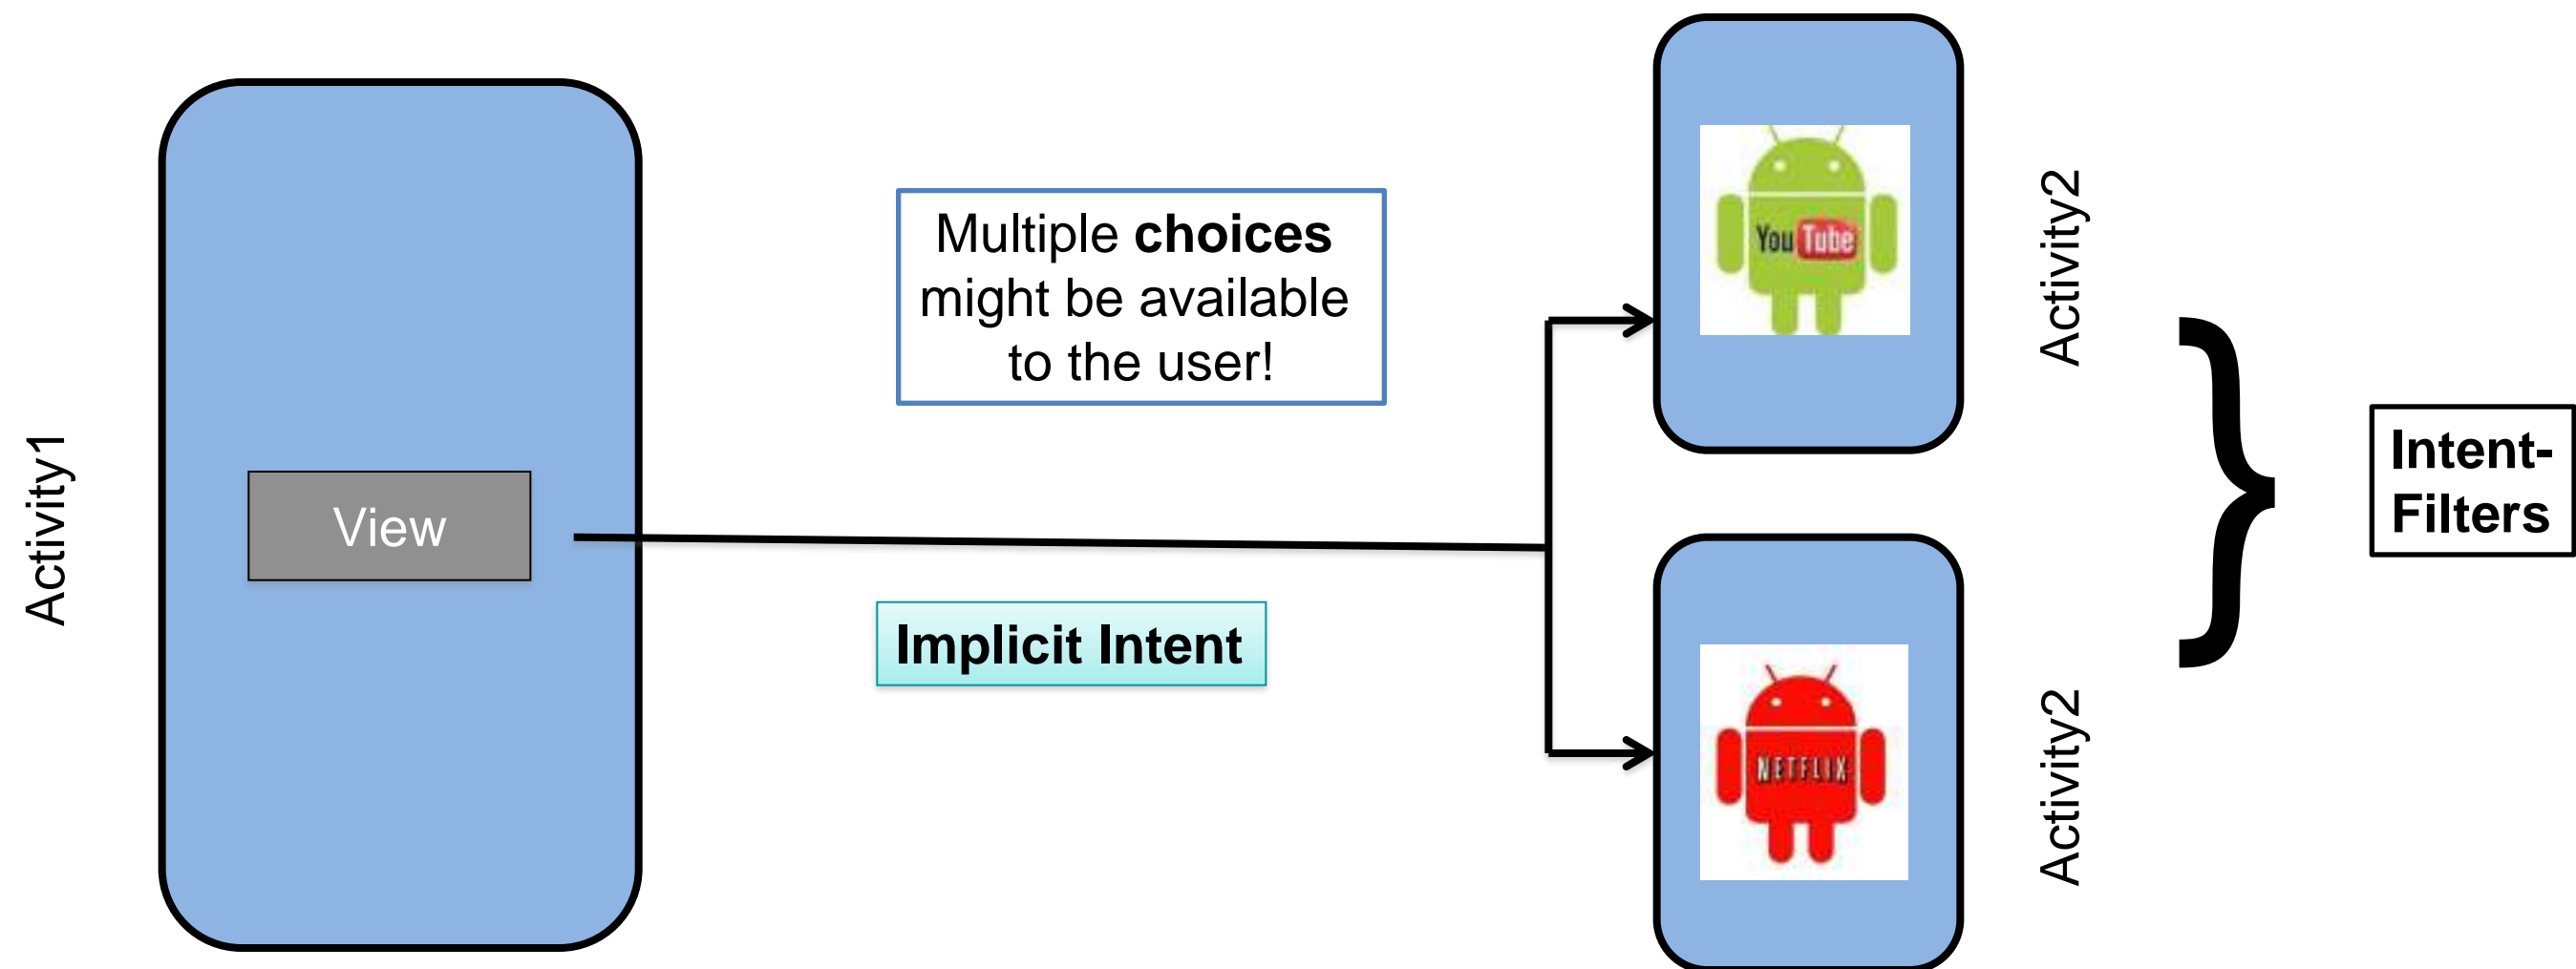 Activity1
View
Multiple choices
might be available
to the user!
Implicit Intent
You Tube
Activity2
NETFLIX
Activity2
Intent-
Filters